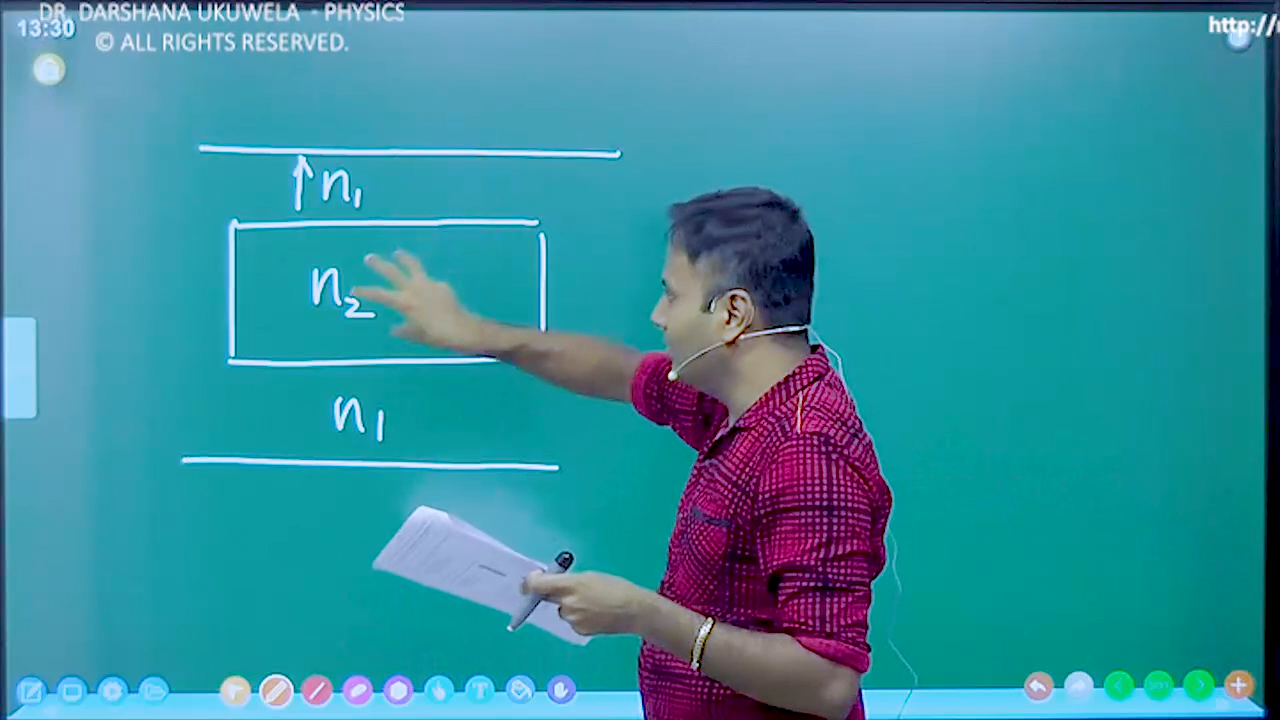 DR. DARSHANA UKUWELA - PHYSICS
13:30
© ALL RIGHTS RESERVED.
http://
n₁
n₂
n₁